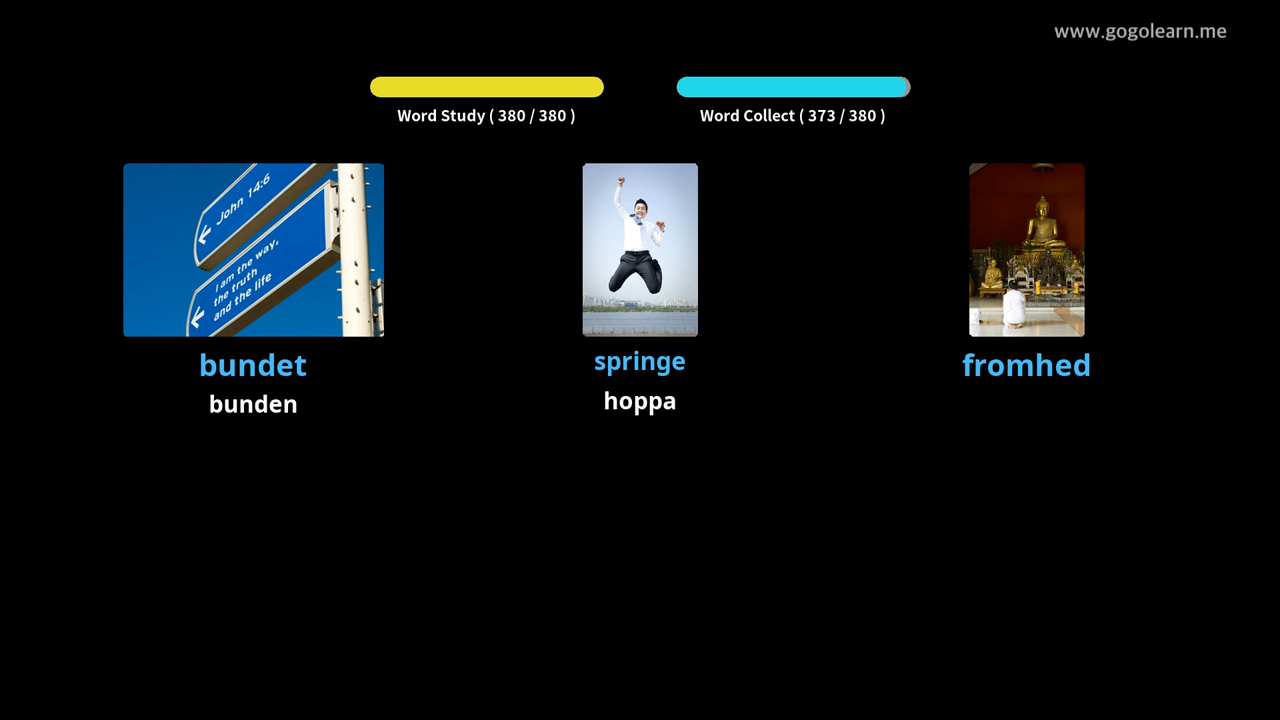 www.gogolearn.me
Word Study ( 380 / 380 )
Word Collect ( 373 / 380 )
John 14:6
I am the way,
the truth
and the life
bundet
bunden
springe
hoppa
fromhed